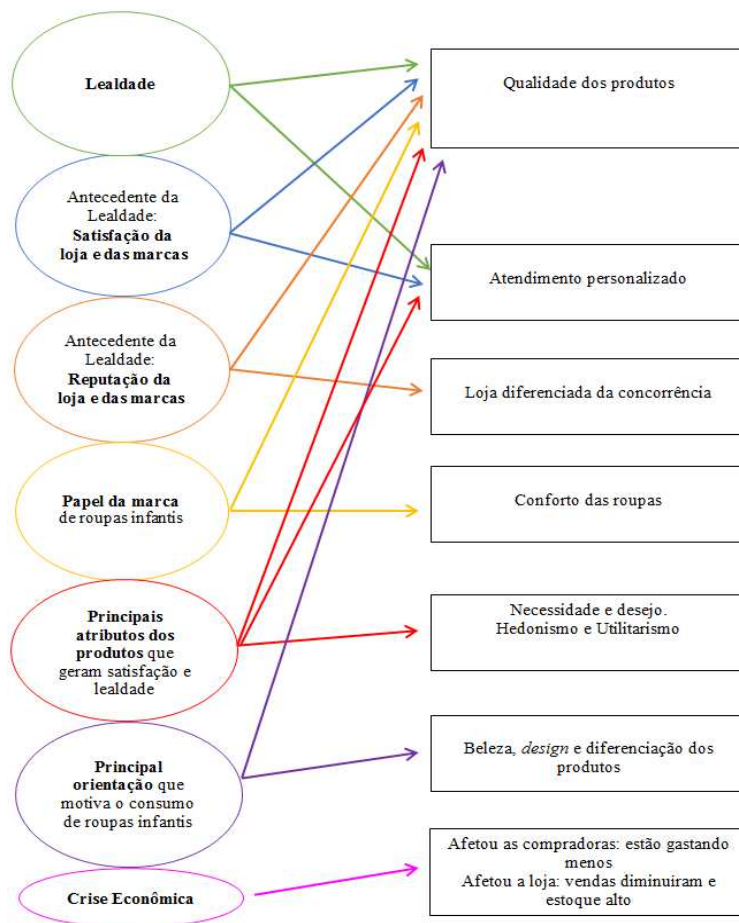 Lealdade
Qualidade dos produtos
Antecedente da
Lealdade:
Satisfação da
loja e das marcas
Atendimento personalizado
Antecedente da
Lealdade:
Reputação da
loja e das marcas
Loja diferenciada da concorrência
Papel da marca
de roupas infantis
Conforto das roupas
Principais
atributos dos
produtos que
geram satisfação e
lealdade
Necessidade e desejo.
Hedonismo e Utilitarismo
Principal
orientação que
motiva o consumo
de roupas infantis
Beleza, design e diferenciação dos
produtos
Crise Econômica
Afetou as compradoras: estão gastando
menos
Afetou a loja: vendas diminuiram e
estoque alto